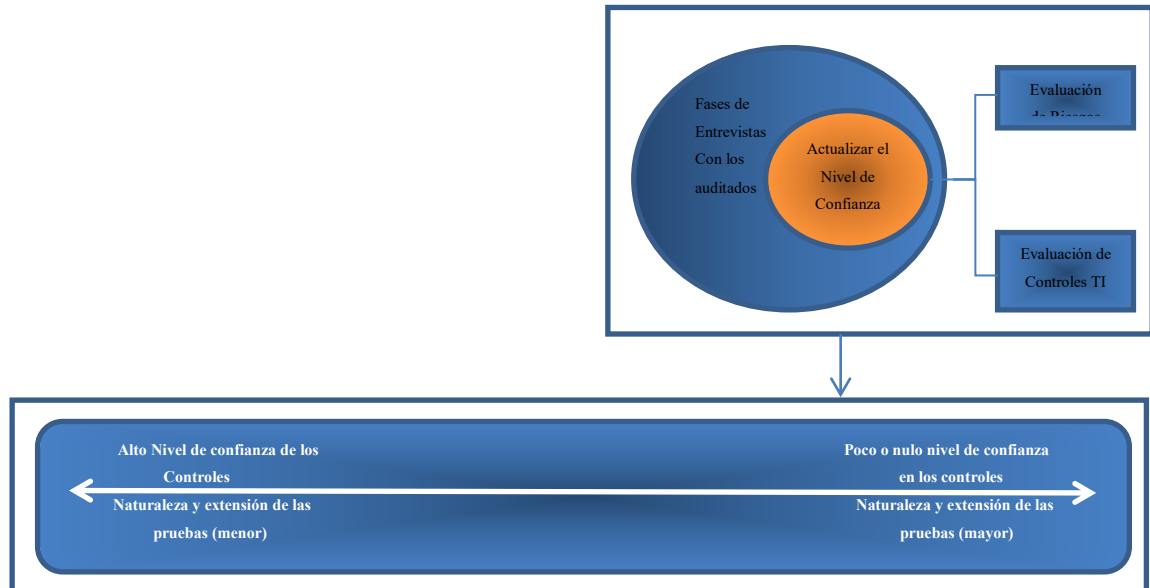 Fases de
Entrevistas
Con los
auditados
Actualizar el
Nivel de
Confianza
Evaluación
de Riesgos
Evaluación de
Controles TI
Alto Nivel de confianza de los
Controles
Naturaleza y extensión de las
pruebas (menor)
Poco o nulo nivel de confianza
en los controles
Naturaleza y extensión de las
pruebas (mayor)